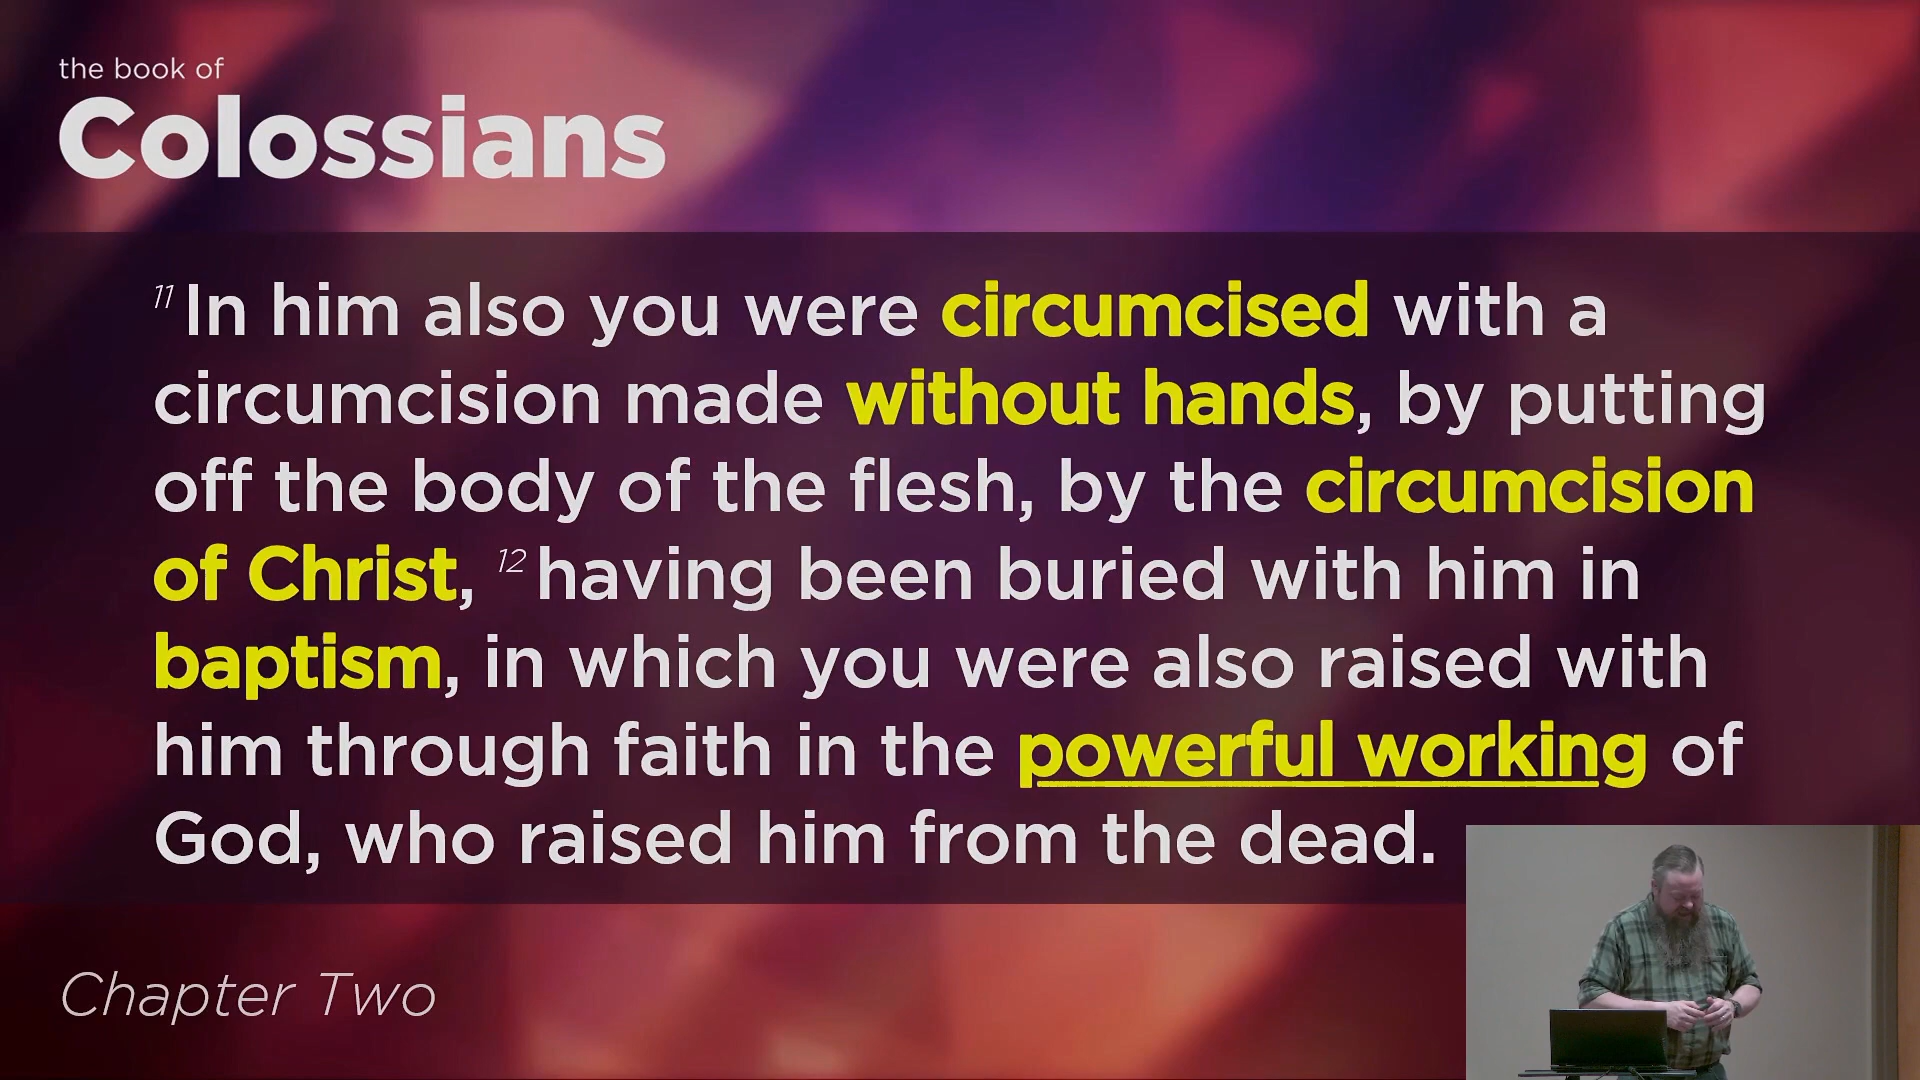 the book of
Colossians
11 In him also you were circumcised with a
circumcision made without hands, by putting
off the body of the flesh, by the circumcision
of Christ, 12 having been buried with him in
baptism, in which you were also raised with
him through faith in the powerful working of
God, who raised him from the dead.
Chapter Two